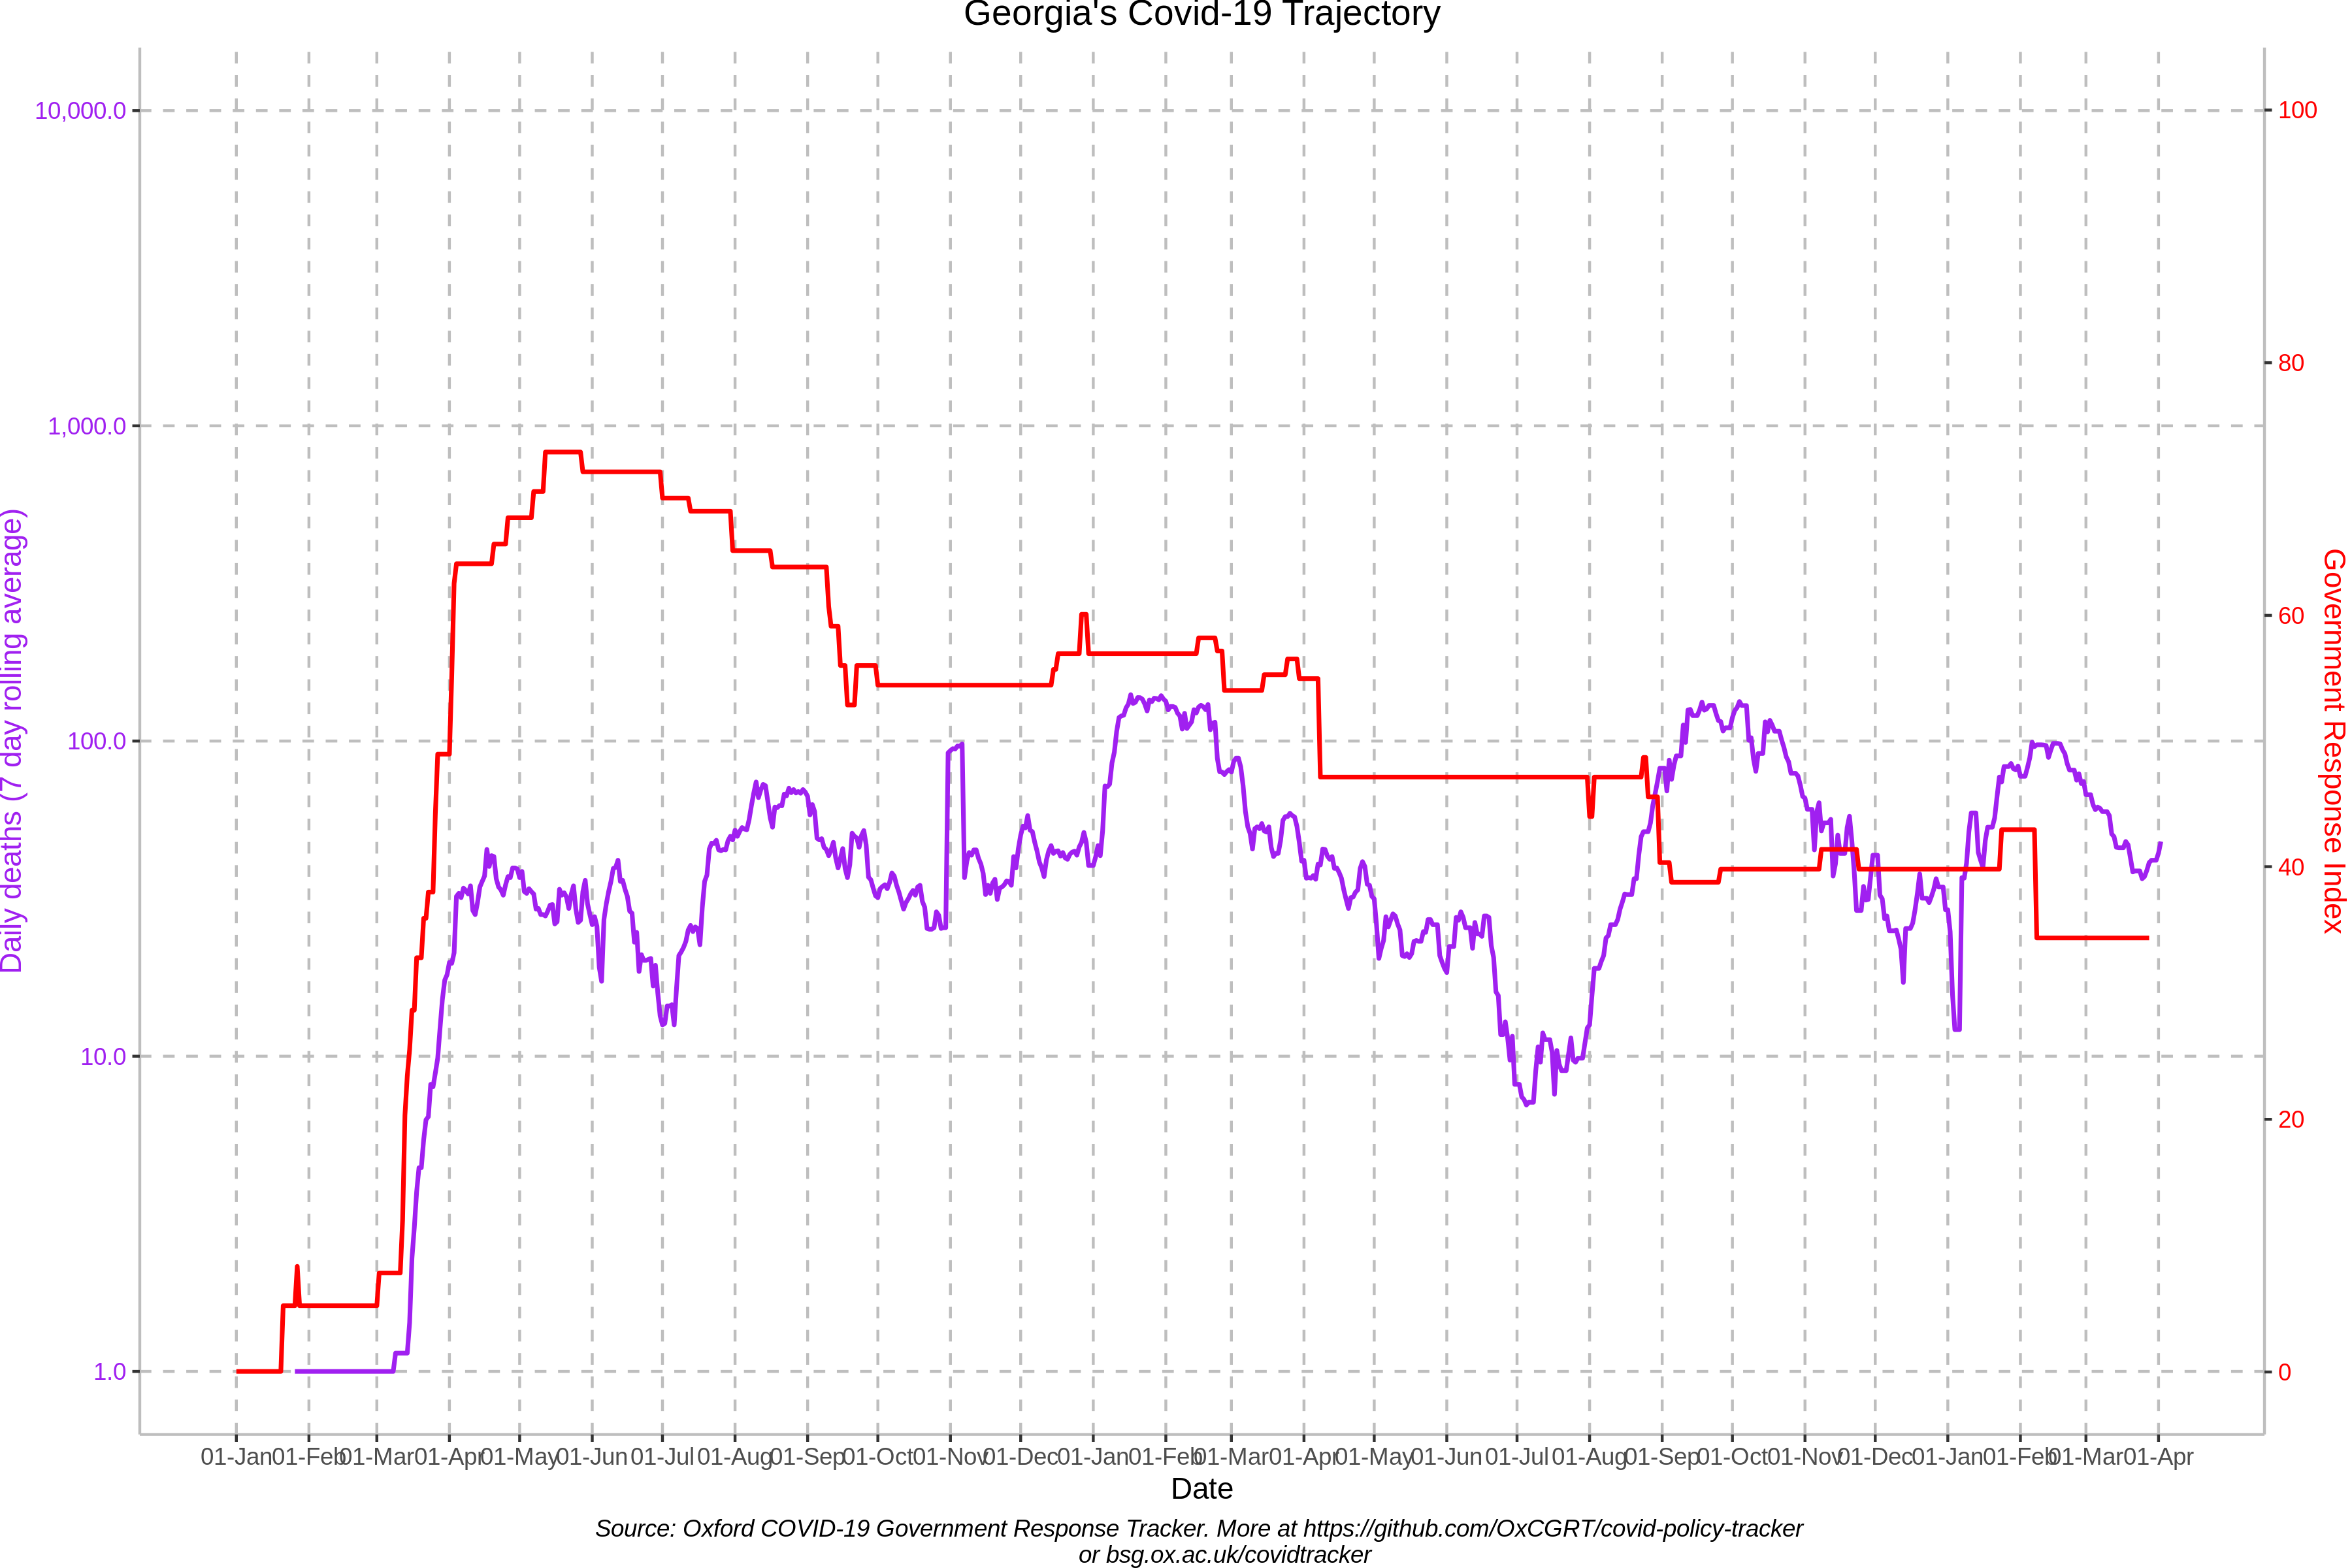 Georgia's Covid-19 Trajectory
10,000.0
1,000.0
100.0
10.0
1.0
Daily deaths (7 day rolling average)
100
80
60
40
20
0
Government Response Index
01-Jan 01-Feb 01-Mar 01-Apr 01-May 01-Jun 01-Jul 01-Aug 01-Sep 01-Oct 01-Nov 01-Dec 01-Jan 01-Feb 01-Mar 01-Apr 01-May 01-Jun 01-Jul 01-Aug 01-Sep 01-Oct 01-Nov 01-Dec 01-Jan 01-Feb 01-Mar 01-Apr
Date
Source: Oxford COVID-19 Government Response Tracker. More at https://github.com/OxCGRT/covid-policy-tracker
or bsg.ox.ac.uk/covidtracker